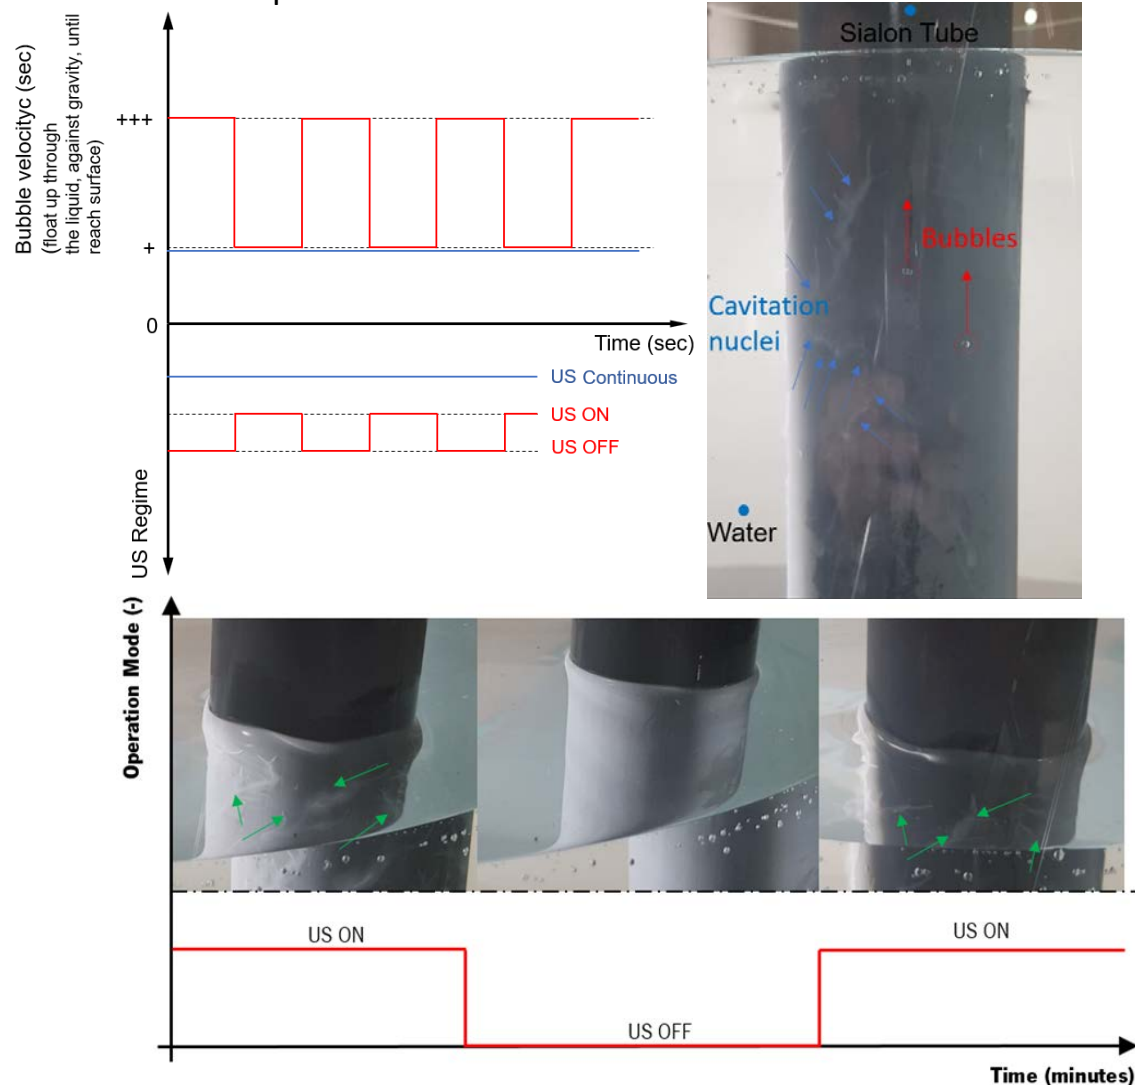 Bubble velocityc (sec)
(float up through
the liquid, against gravity, until
reach surface)
+++
+
0
Time (sec)
US Continuous
US ON
US OFF
US Regime
Sialon Tube
Bubbles
Cavitation
nuclei
Water
Operation Mode (-)
US ON
US OFF
US ON
Time (minutes)